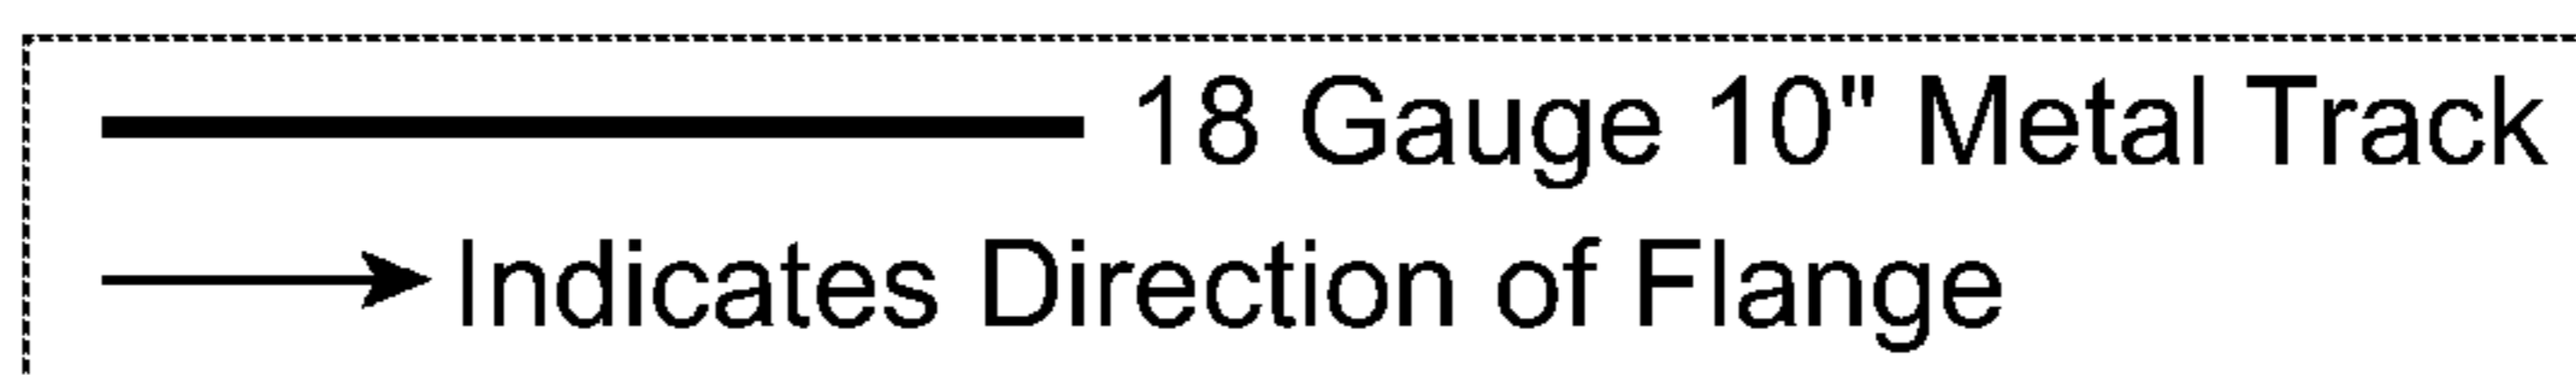 18 Gauge 10" Metal Track
Indicates Direction of Flange